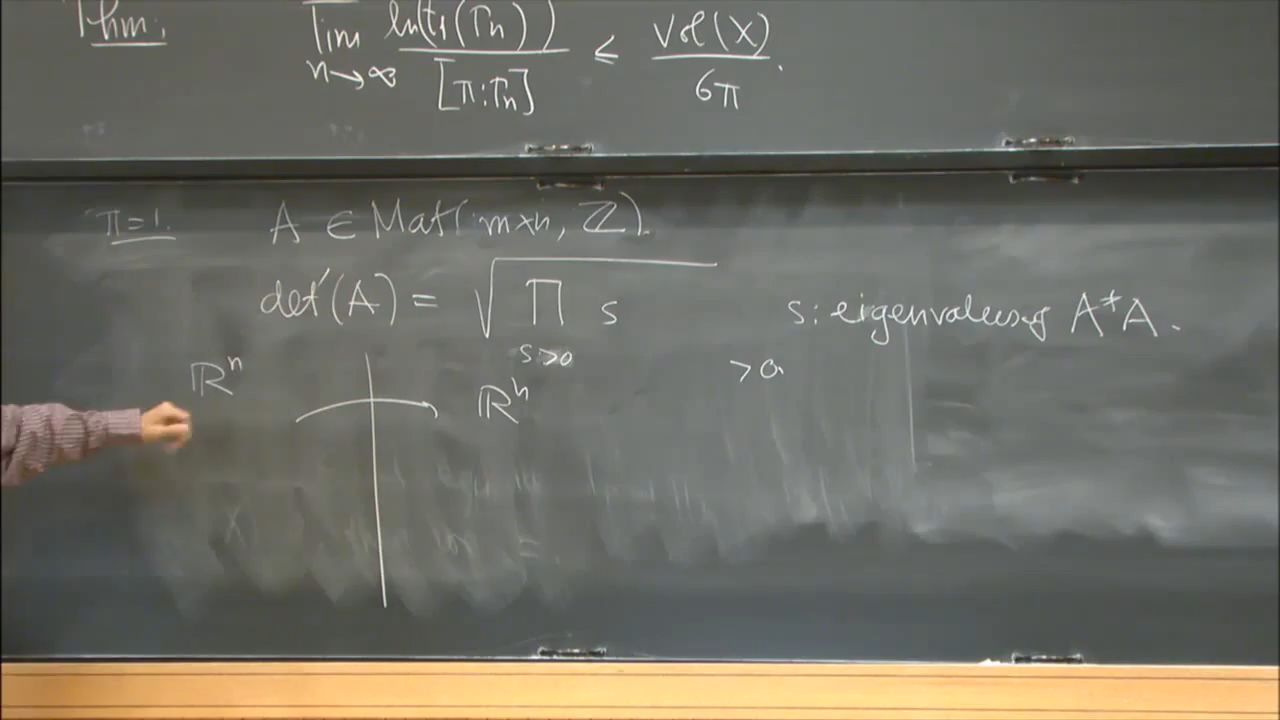 Thm:
lim n→∞ ln(t₁(Γn)) / [π:Γn] ≤ Vol(X) / 6π.
π=1. A ∈ Mat(m×n, ℤ).
det′(A) = √∏ s s>0 s: eigenvalues of A*A.
>0.
ℝⁿ ℝⁿ